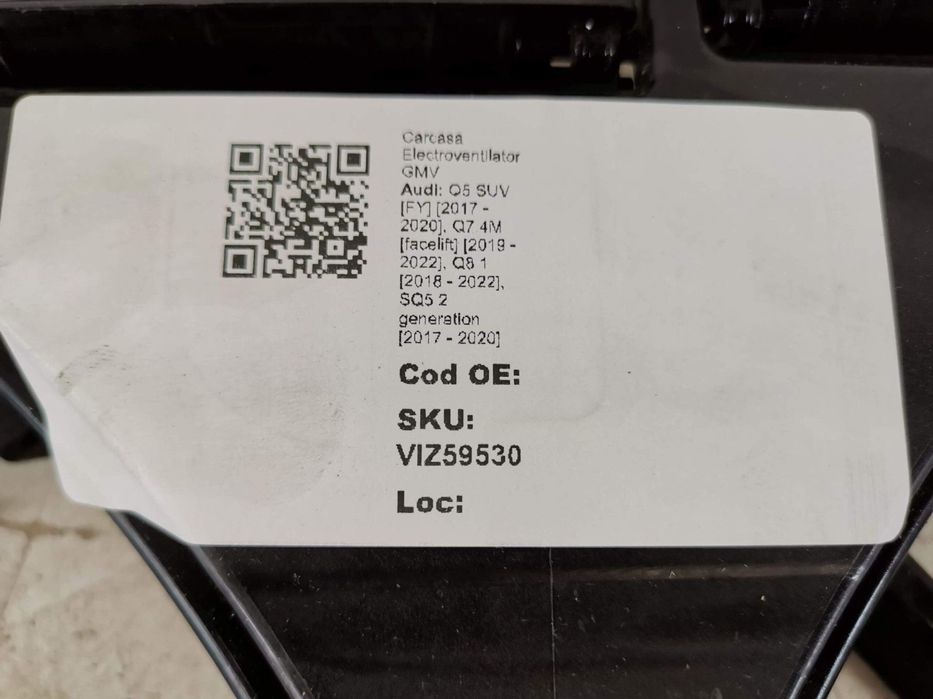 Carcasa
Electroventilator
GMV
Audi: Q5 SUV
[FY] [2017 -
2020], Q7 4M
[facelift] [2019 -
2022], Q8 1
[2018 - 2022],
SQ5 2
generation
[2017 - 2020]
Cod OE:
SKU:
VIZ59530
Loc: